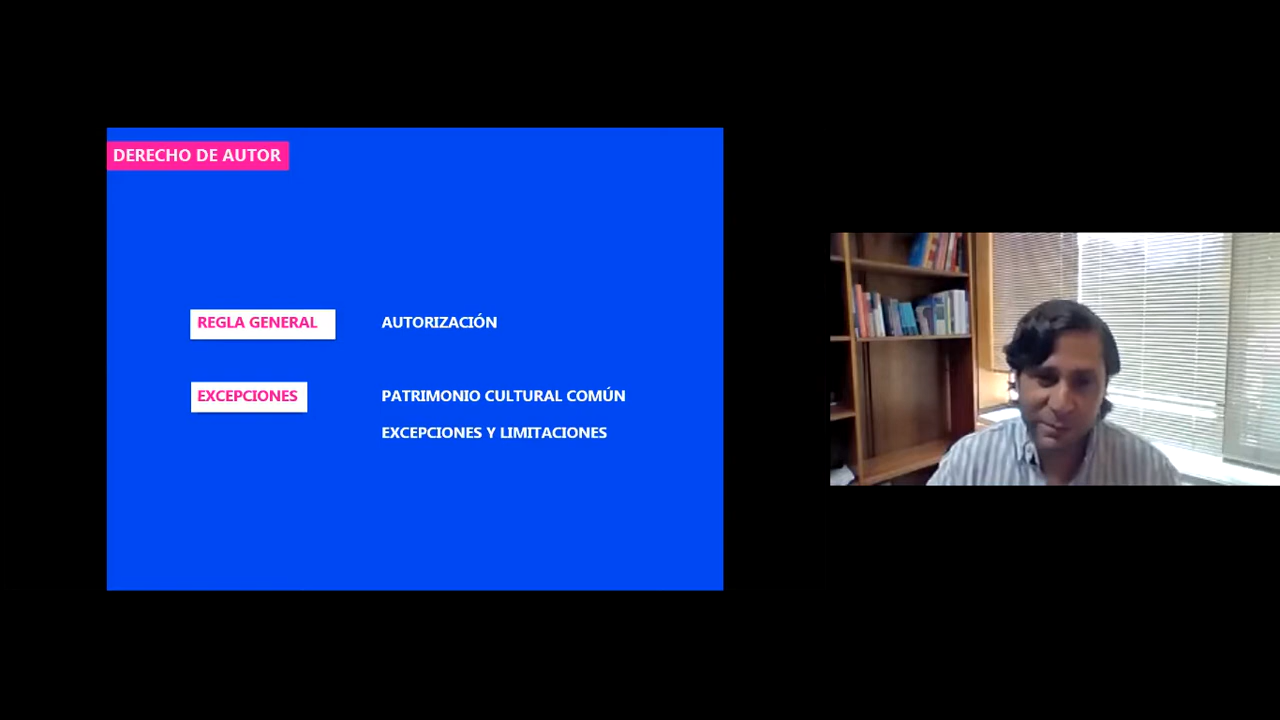 DERECHO DE AUTOR
REGLA GENERAL AUTORIZACIÓN
EXCEPCIONES PATRIMONIO CULTURAL COMÚN
EXCEPCIONES Y LIMITACIONES